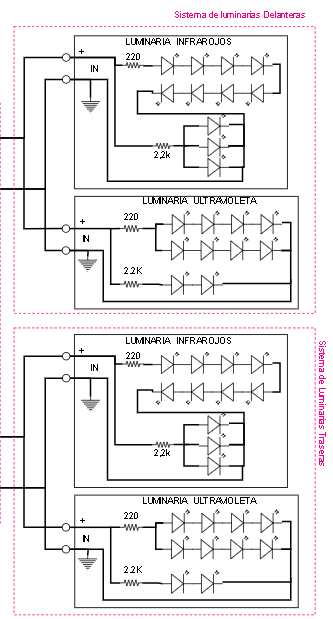 Sistema de luminarias Delanteras
LUMINARIA INFRAROJOS
+
220
IN
2,2k
LUMINARIA ULTRAVIOLETA
+
220
IN
2.2K
Sistema de Luminarias Traseras
LUMINARIA INFRAROJOS
+
220
IN
2,2k
LUMINARIA ULTRAVIOLETA
+
220
IN
2.2K